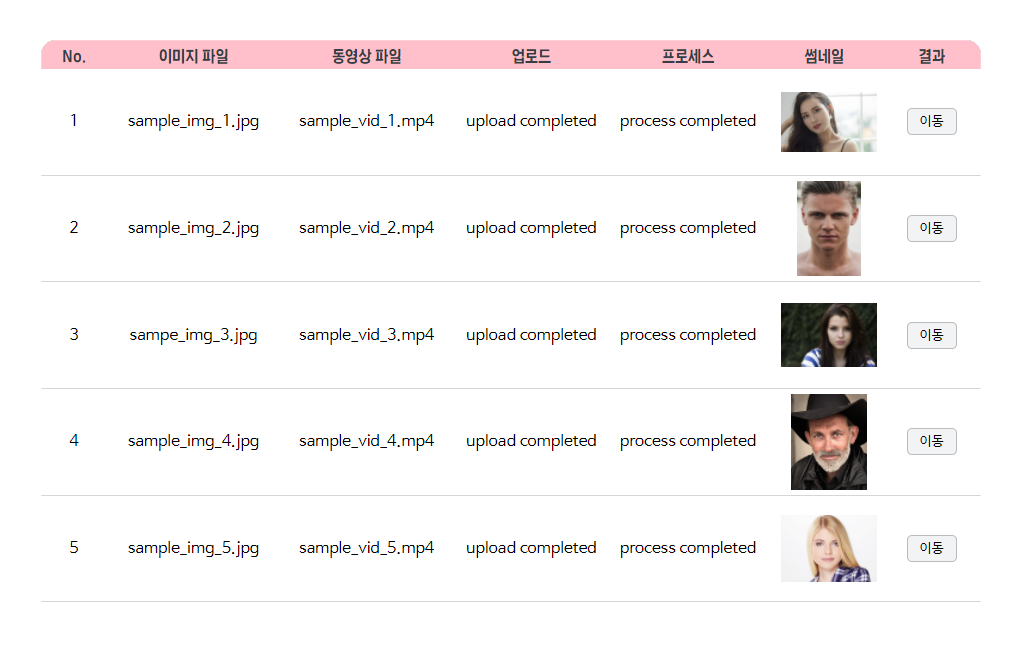 No. 이미지 파일 동영상 파일 업로드 프로세스 썸네일 결과
1 sample_img_1.jpg sample_vid_1.mp4 upload completed process completed 이동
2 sample_img_2.jpg sample_vid_2.mp4 upload completed process completed 이동
3 sampe_img_3.jpg sample_vid_3.mp4 upload completed process completed 이동
4 sample_img_4.jpg sample_vid_4.mp4 upload completed process completed 이동
5 sample_img_5.jpg sample_vid_5.mp4 upload completed process completed 이동